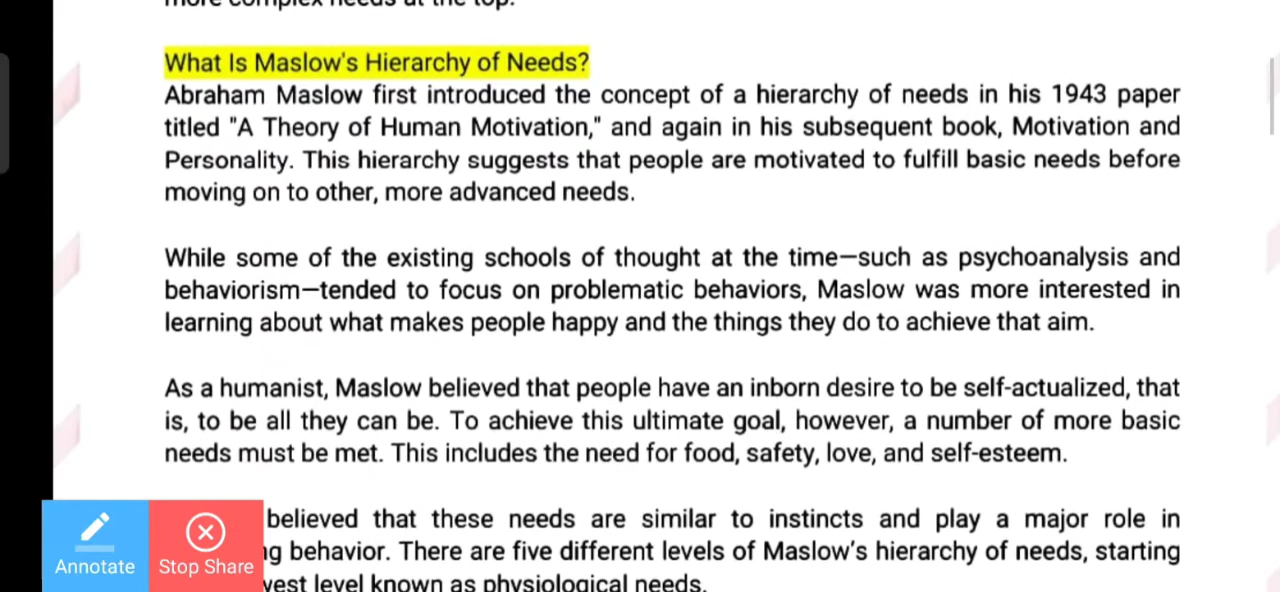 more complex needs at the top.
What Is Maslow's Hierarchy of Needs?
Abraham Maslow first introduced the concept of a hierarchy of needs in his 1943 paper
titled "A Theory of Human Motivation," and again in his subsequent book, Motivation and
Personality. This hierarchy suggests that people are motivated to fulfill basic needs before
moving on to other, more advanced needs.
While some of the existing schools of thought at the time—such as psychoanalysis and
behaviorism—tended to focus on problematic behaviors, Maslow was more interested in
learning about what makes people happy and the things they do to achieve that aim.
As a humanist, Maslow believed that people have an inborn desire to be self-actualized, that
is, to be all they can be. To achieve this ultimate goal, however, a number of more basic
needs must be met. This includes the need for food, safety, love, and self-esteem.
believed that these needs are similar to instincts and play a major role in
behavior. There are five different levels of Maslow's hierarchy of needs, starting
level known as physiological needs.
Annotate
Stop Share